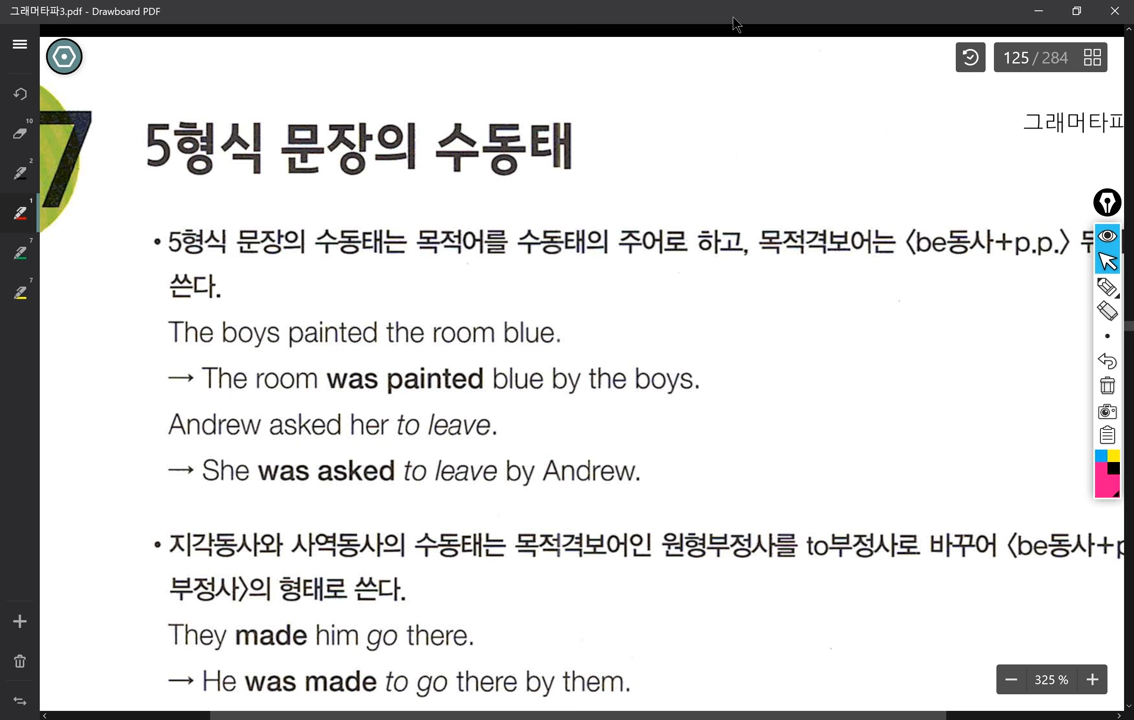 그래머타파3.pdf - Drawboard PDF
125 / 284
10
2
1
7
7
7
5형식 문장의 수동태
그래머타파
• 5형식 문장의 수동태는 목적어를 수동태의 주어로 하고, 목적격보어는 〈be동사+p.p.〉
쓴다.
The boys painted the room blue.
→ The room was painted blue by the boys.
Andrew asked her to leave.
→ She was asked to leave by Andrew.
• 지각동사와 사역동사의 수동태는 목적격보어인 원형부정사를 to부정사로 바꾸어 〈be동사+p
부정사〉의 형태로 쓴다.
They made him go there.
→ He was made to go there by them.
325 %